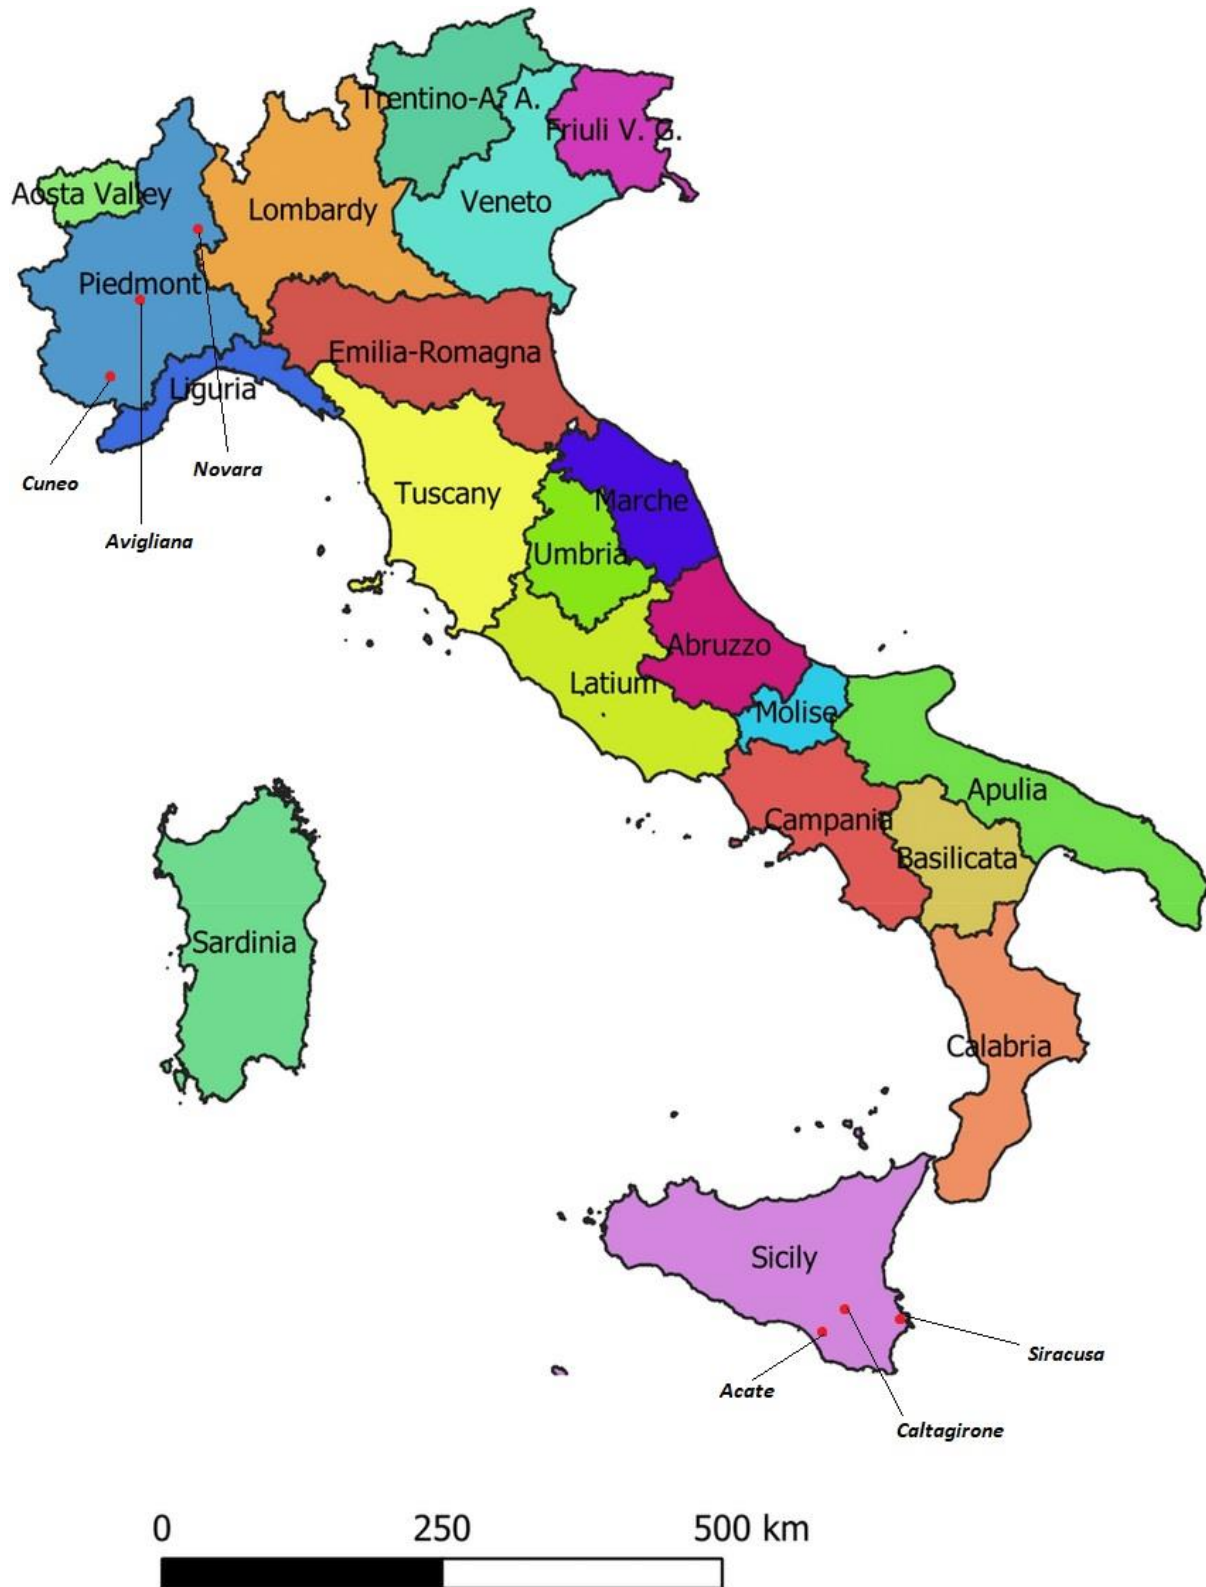 Trentino-A. A.
Friuli V. G.
Aosta Valley
Lombardy
Veneto
Piedmont
Emilia-Romagna
Liguria
Novara
Cuneo
Tuscany
Marche
Avigliana
Umbria
Abruzzo
Latium
Molise
Apulia
Campania
Basilicata
Sardinia
Calabria
Sicily
Siracusa
Acate
Caltagirone
0 250 500 km